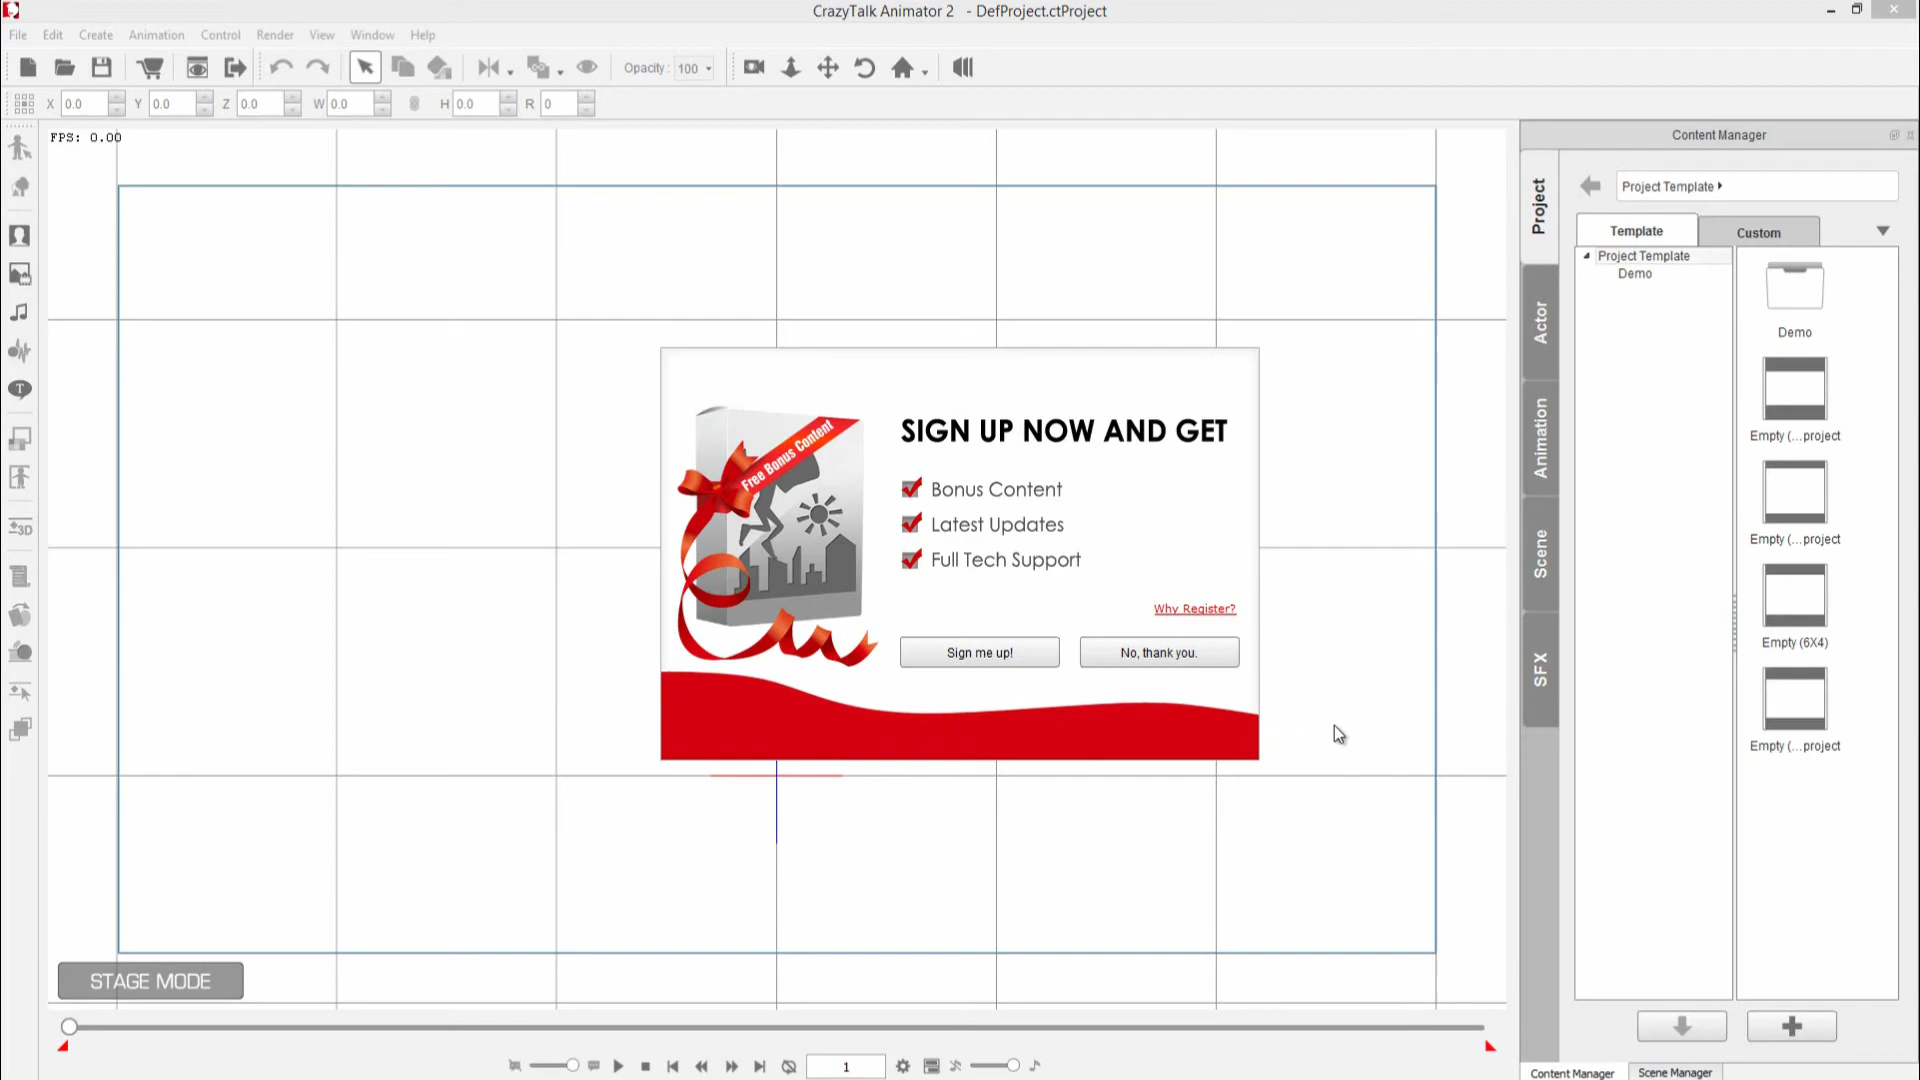 CrazyTalk Animator 2 - DefProject.ctProject
File Edit Create Animation Control Render View Window Help
Opacity : 100
X 0.0 Y 0.0 Z 0.0 W 0.0 H 0.0 R 0
FPS: 0.00
Content Manager
Project Template
Template Custom
Project Template
Demo
Project
Actor
Animation
Scene
SFX
Demo
Empty (...project
Empty (...project
Empty (6X4)
Empty (...project
Free Bonus Content
SIGN UP NOW AND GET
Bonus Content
Latest Updates
Full Tech Support
Why Register?
Sign me up! No, thank you.
T
3D
STAGE MODE
1
Content Manager Scene Manager